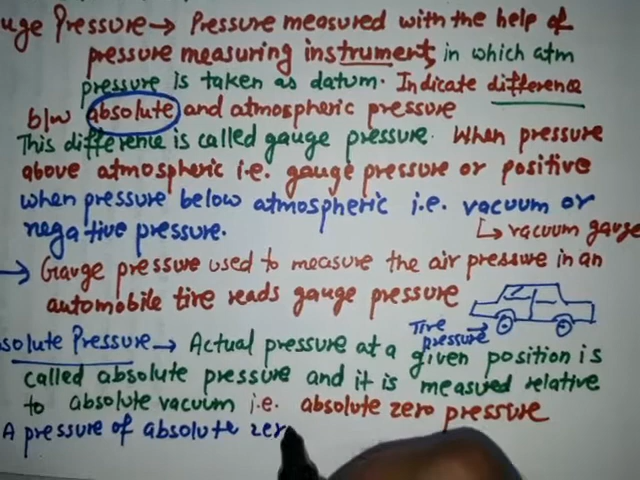 uge Pressure → Pressure measured with the help of
pressure measuring instrument, in which atm
pressure is taken as datum. Indicate difference
b/w absolute and atmospheric pressure
This difference is called gauge pressure. When pressure
above atmospheric i.e. gauge pressure or positive
when pressure below atmospheric i.e. vacuum or
negative pressure. ↳ vacuum gauge
→ Gauge pressure used to measure the air pressure in an
automobile tire reads gauge pressure
Tire
pressure
solute Pressure → Actual pressure at a given position is
called absolute pressure and it is measured relative
to absolute vacuum i.e. absolute zero pressure
A pressure of absolute zer